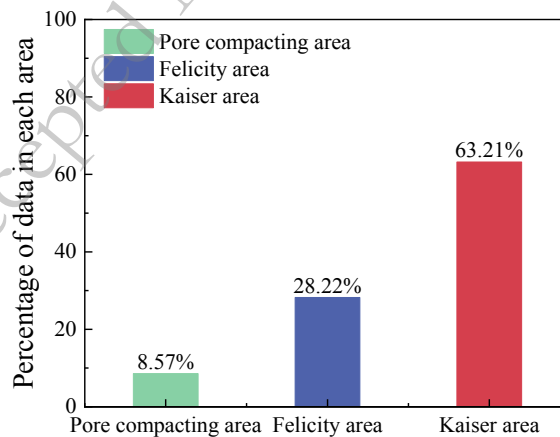 Percentage of data in each area
100
80
60
40
20
0
Pore compacting area
Felicity area
Kaiser area
8.57%
28.22%
63.21%
Pore compacting area Felicity area Kaiser area